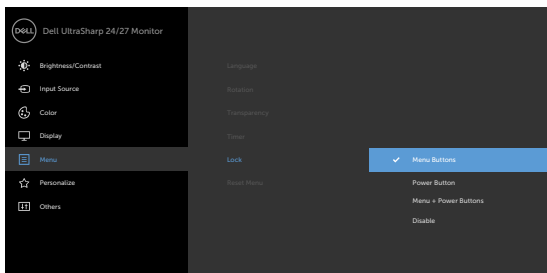 DELL Dell UltraSharp 24/27 Monitor
Brightness/Contrast
Input Source
Color
Display
Menu
Personalize
Others
Language
Rotation
Transparency
Timer
Lock
Reset Menu
Menu Buttons
Power Button
Menu + Power Buttons
Disable